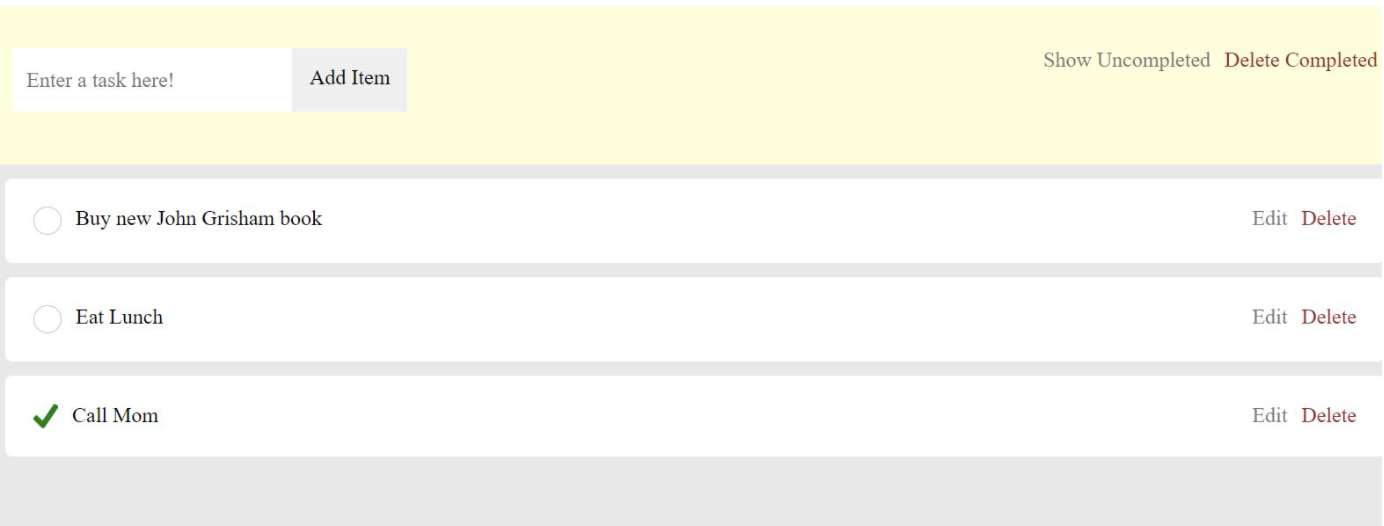 Enter a task here! Add Item Show Uncompleted Delete Completed
Buy new John Grisham book Edit Delete
Eat Lunch Edit Delete
Call Mom Edit Delete